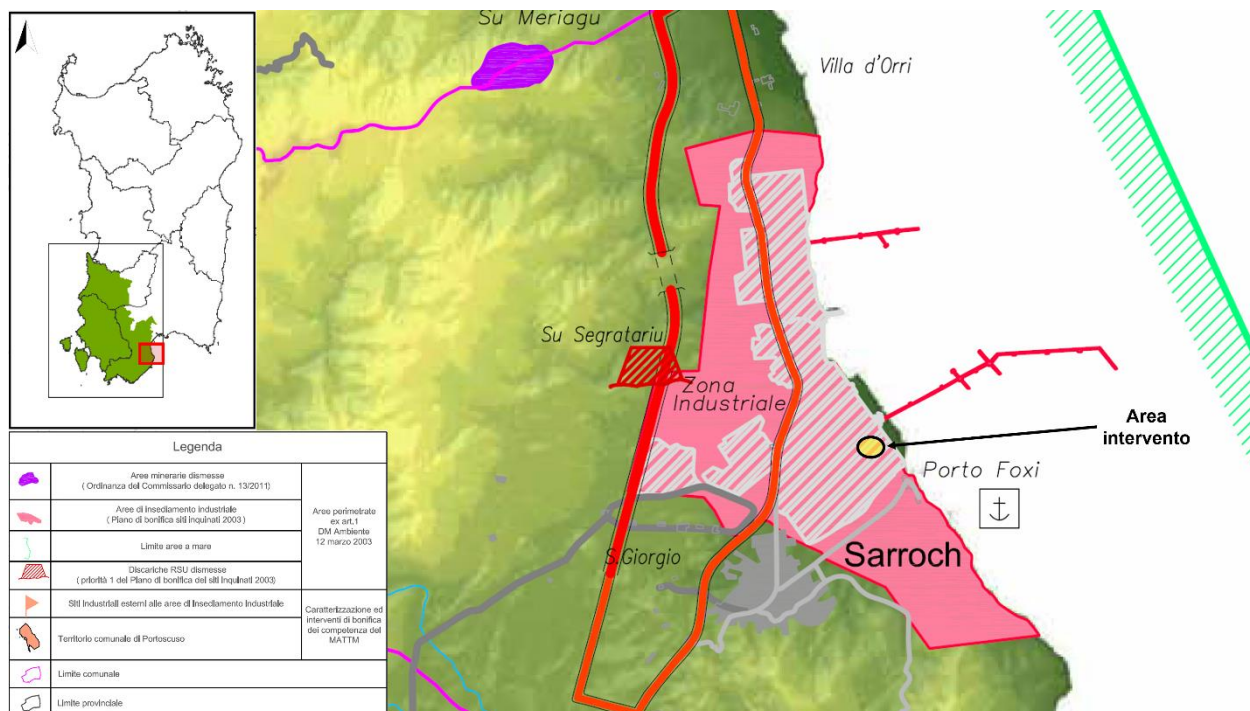 Su Meriagu
Villa d'Orri
Su Segratariu
Zona
Industriale
Area
intervento
Porto Foxi
Sarroch
S.Giorgio
Legenda
Aree minerarie dismesse
( Ordinanza del Commissario delegato n. 13/2011)
Aree di insediamento industriale
( Piano di bonifica siti inquinati 2003 )
Limite aree a mare
Discariche RSU dismesse
( priorità 1 del Piano di bonifica dei siti inquinati 2003)
Aree perimetrate
ex art.1
DM Ambiente
12 marzo 2003
Siti Industriali esterni alle aree di Insediamento Industriale
Territorio comunale di Portoscuso
Caratterizzazione ed
interventi di bonifica
dei competenza del
MATTM
Limite comunale
Limite provinciale